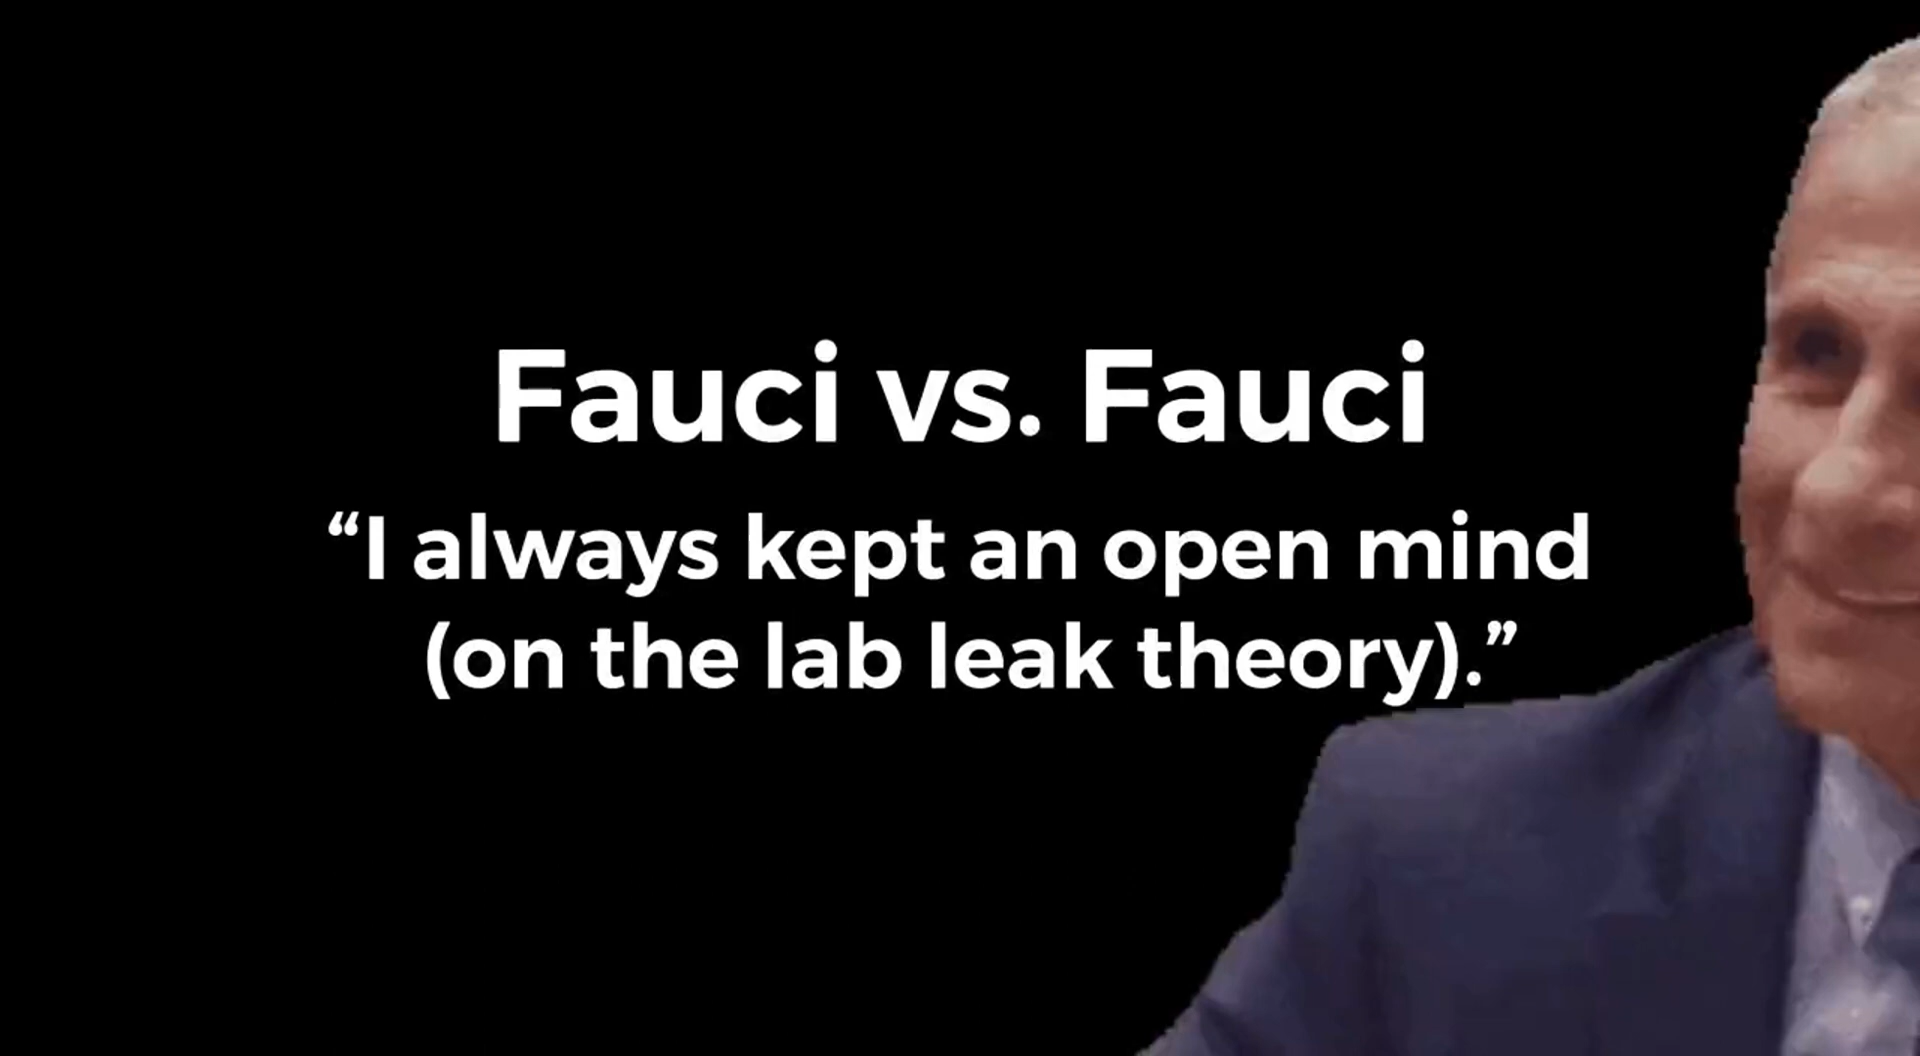 Fauci vs. Fauci
“I always kept an open mind
(on the lab leak theory).”